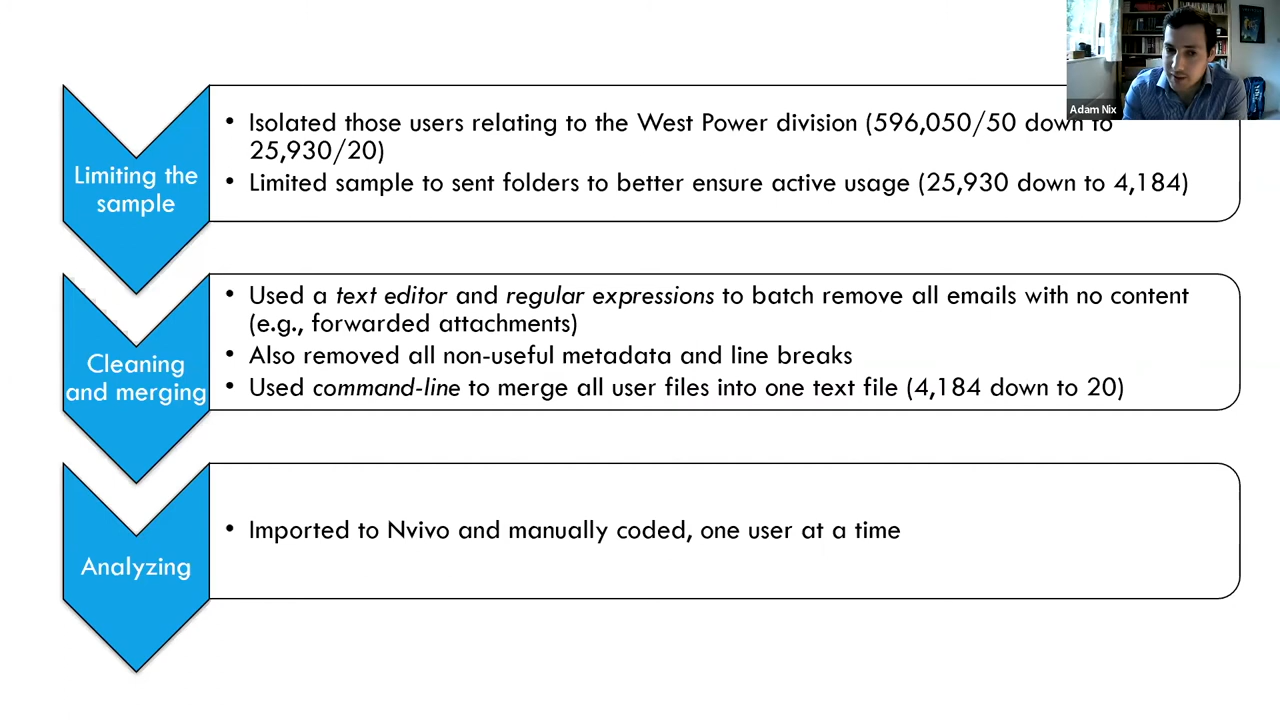 Adam Nix
• Isolated those users relating to the West Power division (596,050/50 down to
25,930/20)
• Limited sample to sent folders to better ensure active usage (25,930 down to 4,184)
Limiting the
sample
• Used a text editor and regular expressions to batch remove all emails with no content
(e.g., forwarded attachments)
• Also removed all non-useful metadata and line breaks
• Used command-line to merge all user files into one text file (4,184 down to 20)
Cleaning
and merging
• Imported to Nvivo and manually coded, one user at a time
Analyzing